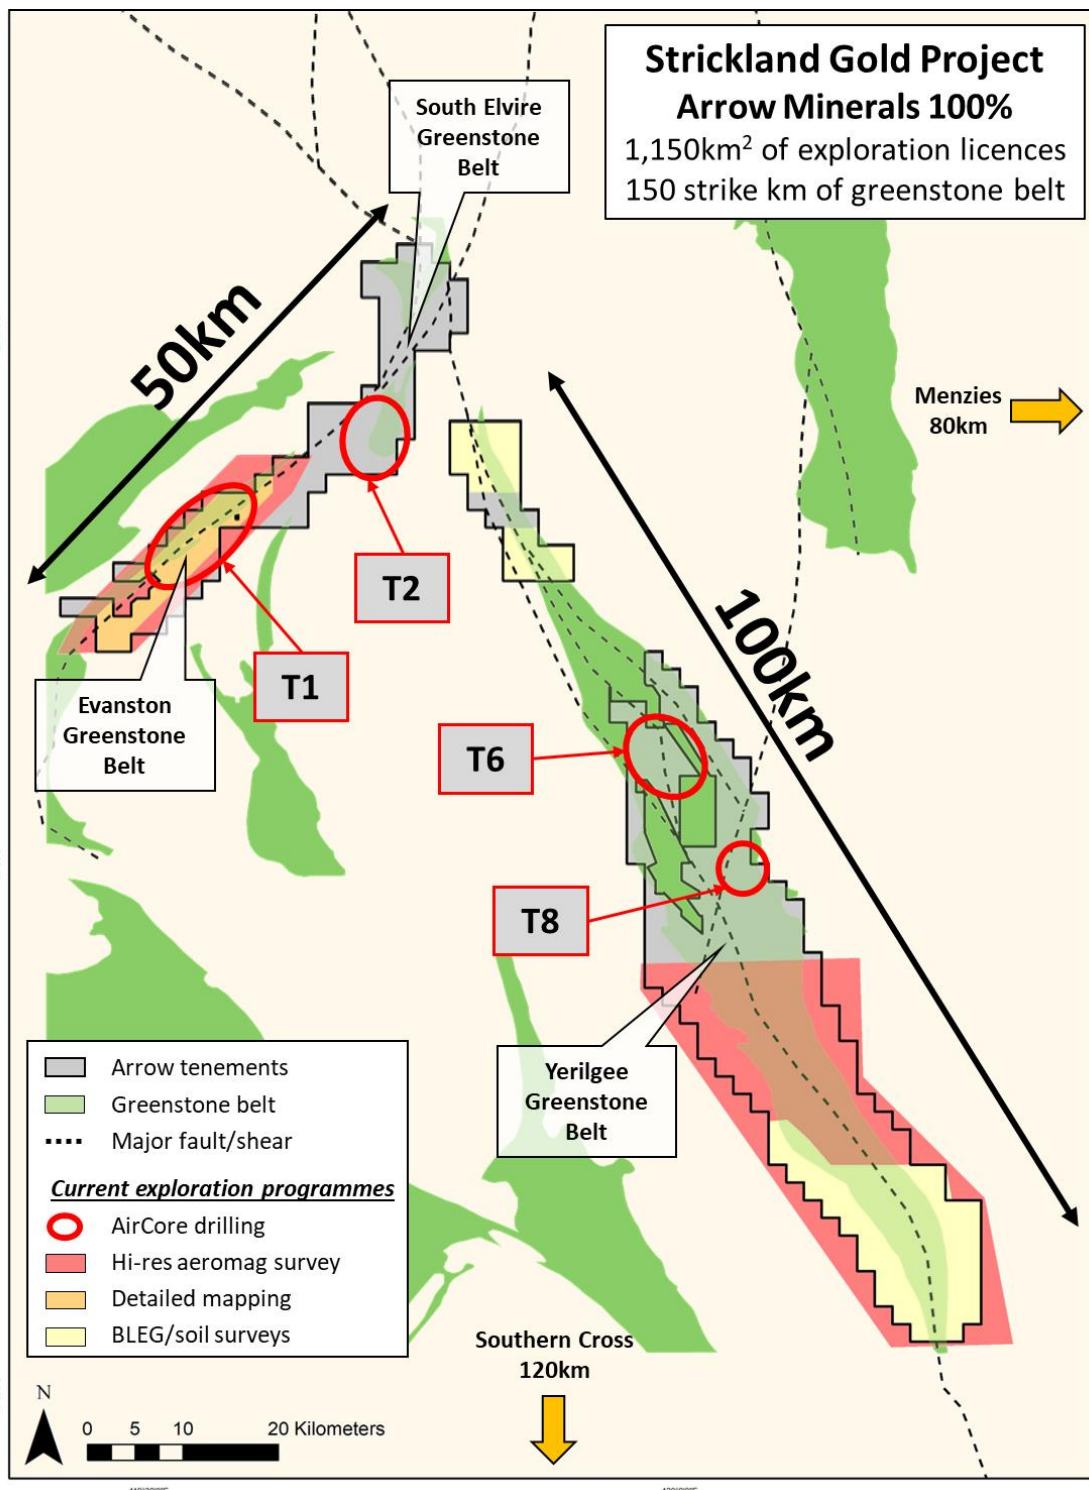 Strickland Gold Project
Arrow Minerals 100%
1,150km² of exploration licences
150 strike km of greenstone belt
South Elvire
Greenstone
Belt
50km
Menzies
80km
T2
100km
T1
Evanston
Greenstone
Belt
T6
T8
Yerilgee
Greenstone
Belt
Arrow tenements
Greenstone belt
Major fault/shear
Current exploration programmes
AirCore drilling
Hi-res aeromag survey
Detailed mapping
BLEG/soil surveys
Southern Cross
120km
N
0 5 10 20 Kilometers